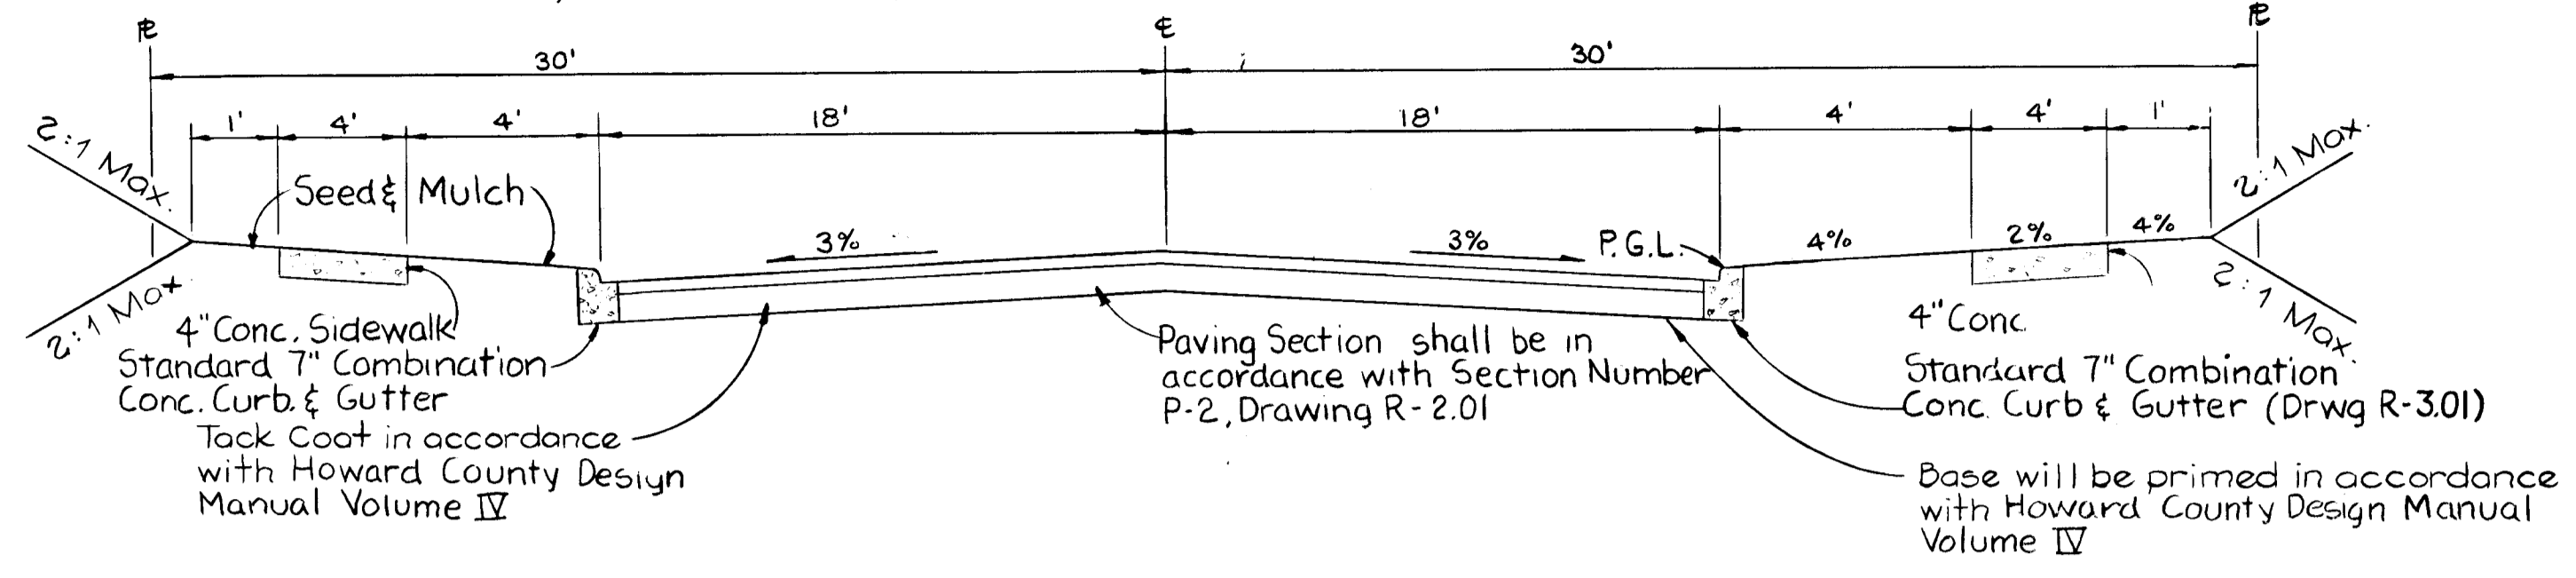 PL
CL
PL
30'
30'
1'
4'
4'
18'
18'
4'
4'
1'
2:1 Max.
2:1 Max.
Seed & Mulch
3%
3%
P.G.L.
4%
2%
4%
2:1 Max.
2:1 Max.
4" Conc. Sidewalk
Standard 7" Combination
Conc. Curb. & Gutter
Tack Coat in accordance
with Howard County Design
Manual Volume IV
Paving Section shall be in
accordance with Section Number
P-2, Drawing R-2.01
4" Conc.
Standard 7" Combination
Conc. Curb & Gutter (Drwg R-3.01)
Base will be primed in accordance
with Howard County Design Manual
Volume IV